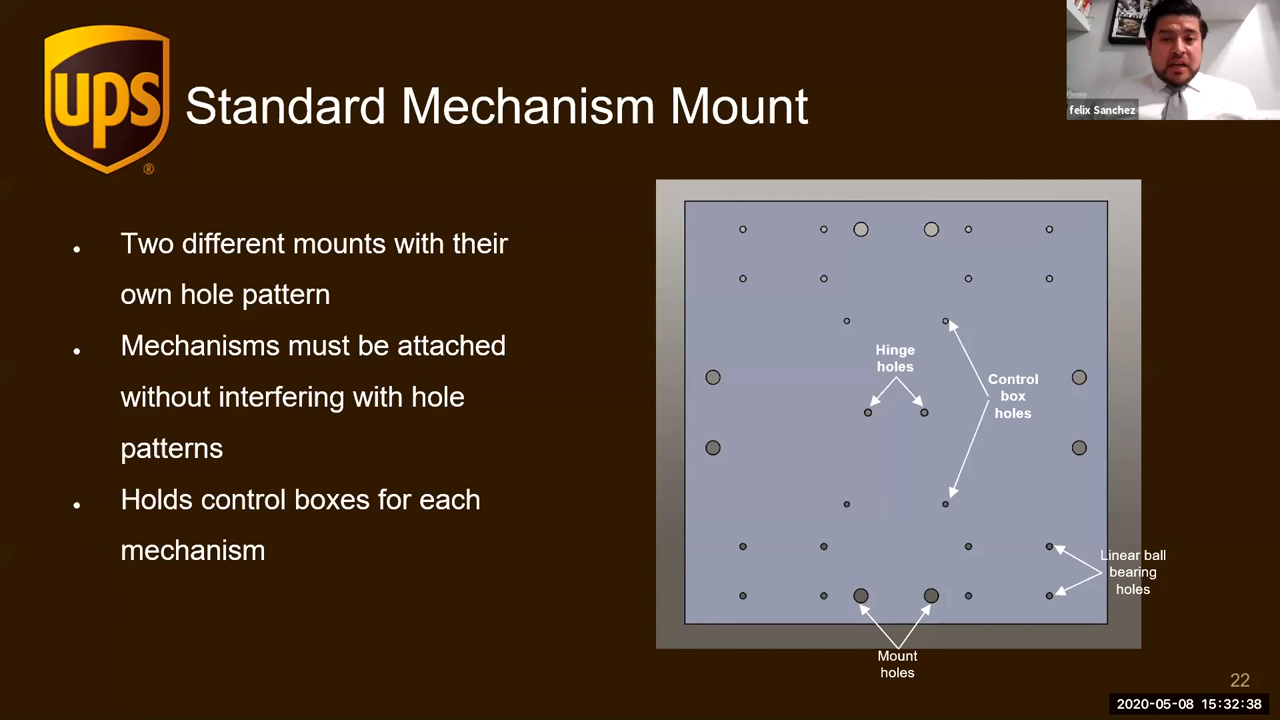 ups
®
Standard Mechanism Mount
felix Sanchez
Two different mounts with their
own hole pattern
Mechanisms must be attached
without interfering with hole
patterns
Holds control boxes for each
mechanism
Hinge
holes
Control
box
holes
Linear ball
bearing
holes
Mount
holes
22
2020-05-08 15:32:38